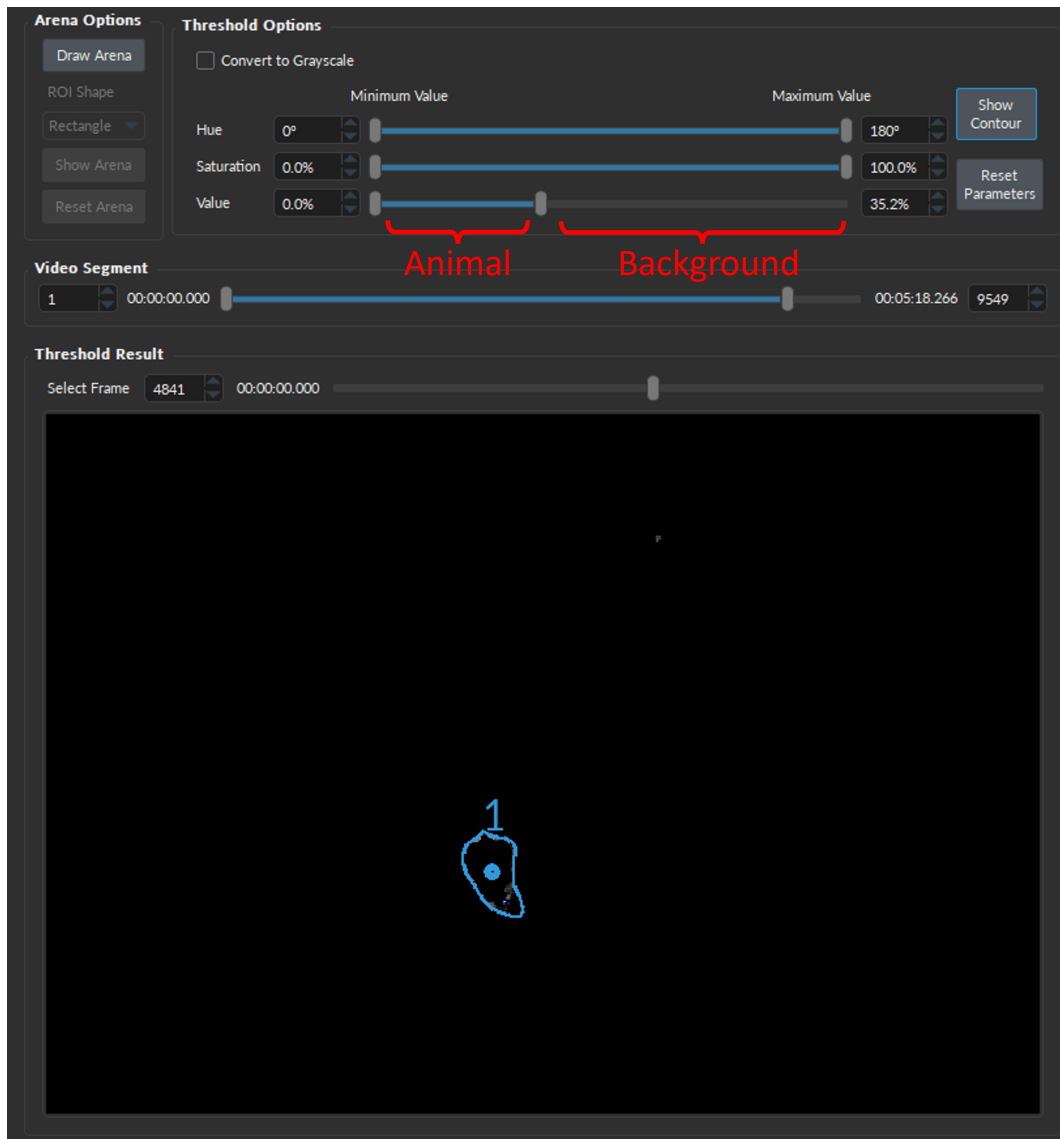 Arena Options
Draw Arena
ROI Shape
Rectangle
Show Arena
Reset Arena
Threshold Options
Convert to Grayscale
Minimum Value Maximum Value
Hue 0º 180º
Saturation 0.0% 100.0%
Value 0.0% 35.2%
Show
Contour
Reset
Parameters
Animal Background
Video Segment
1 00:00:00.000 00:05:18.266 9549
Threshold Result
Select Frame 4841 00:00:00.000
1